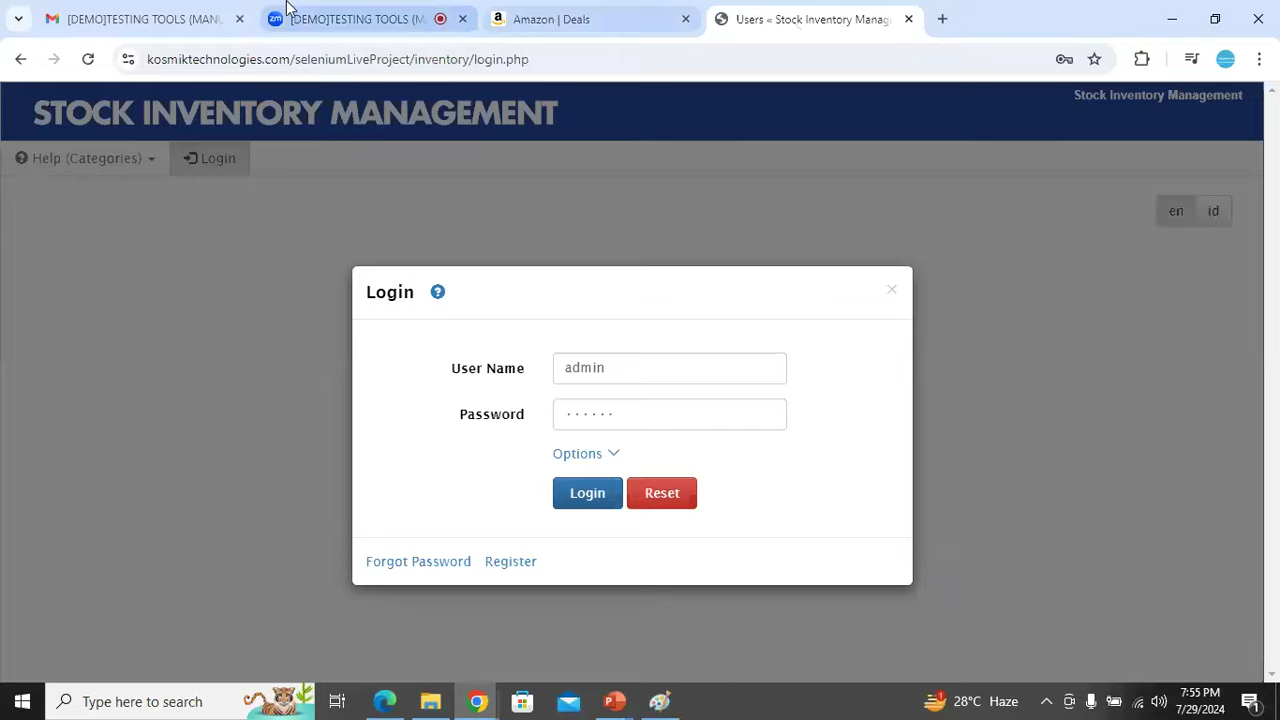 [DEMO]TESTING TOOLS (MANU
zm [DEMO]TESTING TOOLS (M
a Amazon | Deals
Users « Stock Inventory Manag
kosmiktechnologies.com/seleniumLiveProject/inventory/login.php
STOCK INVENTORY MANAGEMENT
Stock Inventory Management
Help (Categories)
Login
en id
Login
User Name admin
Password ······
Options
Login Reset
Forgot Password Register
Type here to search
28°C Haze
7:55 PM
7/29/2024